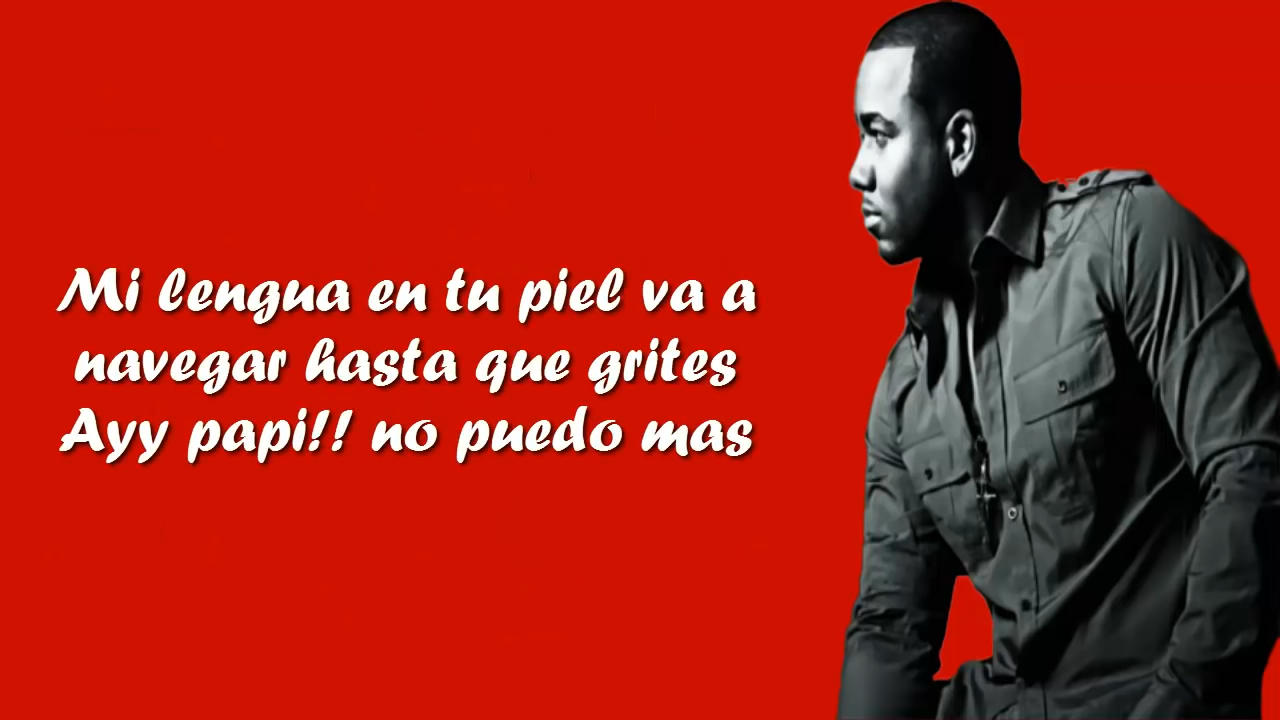 Mi lengua en tu piel va a
navegar hasta que grites
Ayy papi!! no puedo mas